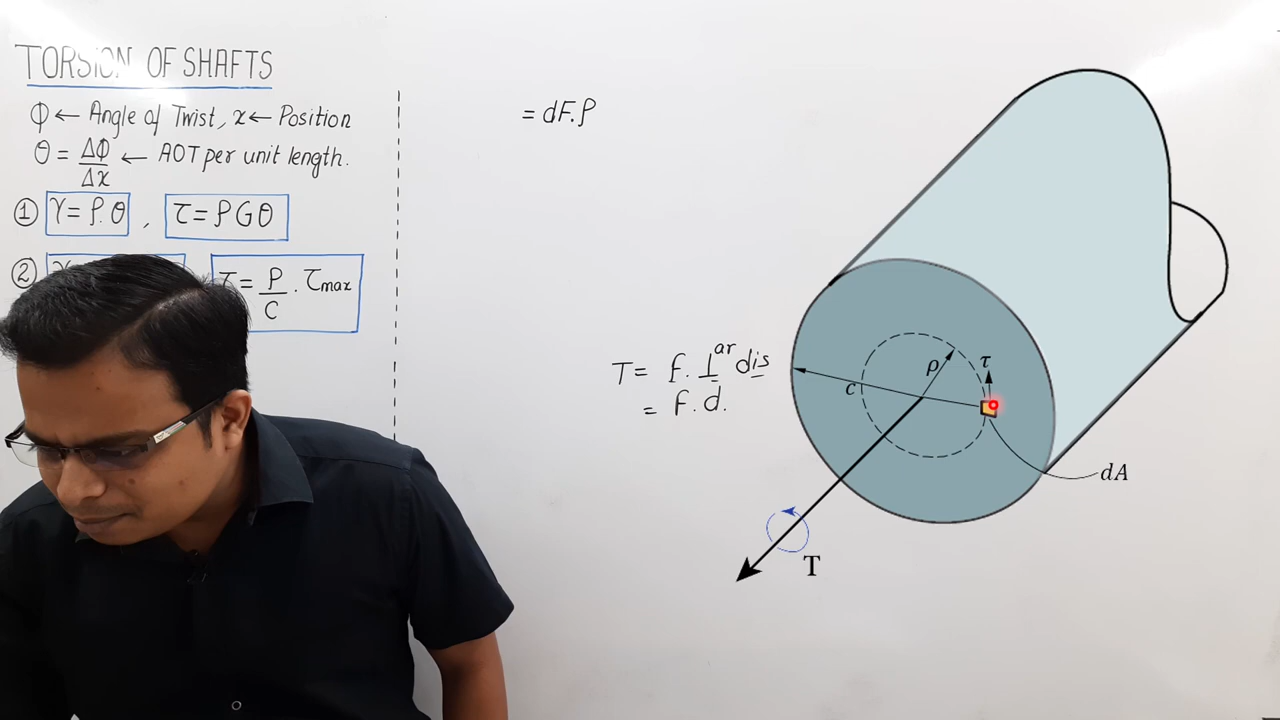 TORSION OF SHAFTS
Φ ← Angle of Twist, x ← Position
θ = ΔΦ/Δx ← AOT per unit length.
① γ = ρ.θ , τ = ρGθ
② τ = ρ/c . τmax
= dF.ρ
T = F. ⊥ar dis
= F.d.
ρ
τ
c
dA
T